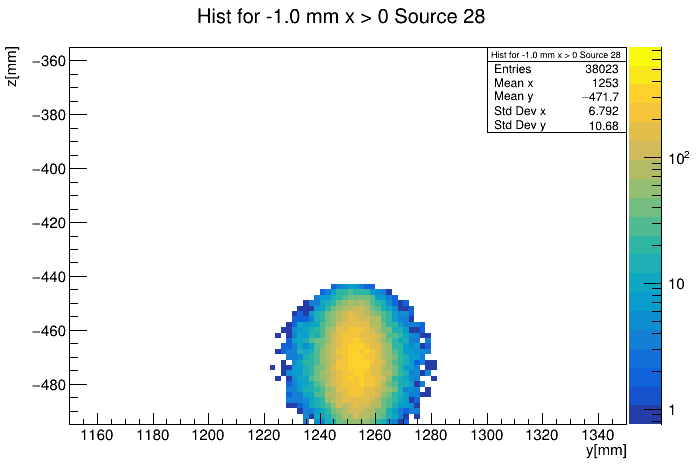 Hist for -1.0 mm x > 0 Source 28
z[mm]
Hist for -1.0 mm x > 0 Source 28
Entries 38023
Mean x 1253
Mean y −471.7
Std Dev x 6.792
Std Dev y 10.68
−360
−380
−400
−420
−440
−460
−480
10²
10
1
1160 1180 1200 1220 1240 1260 1280 1300 1320 1340
y[mm]